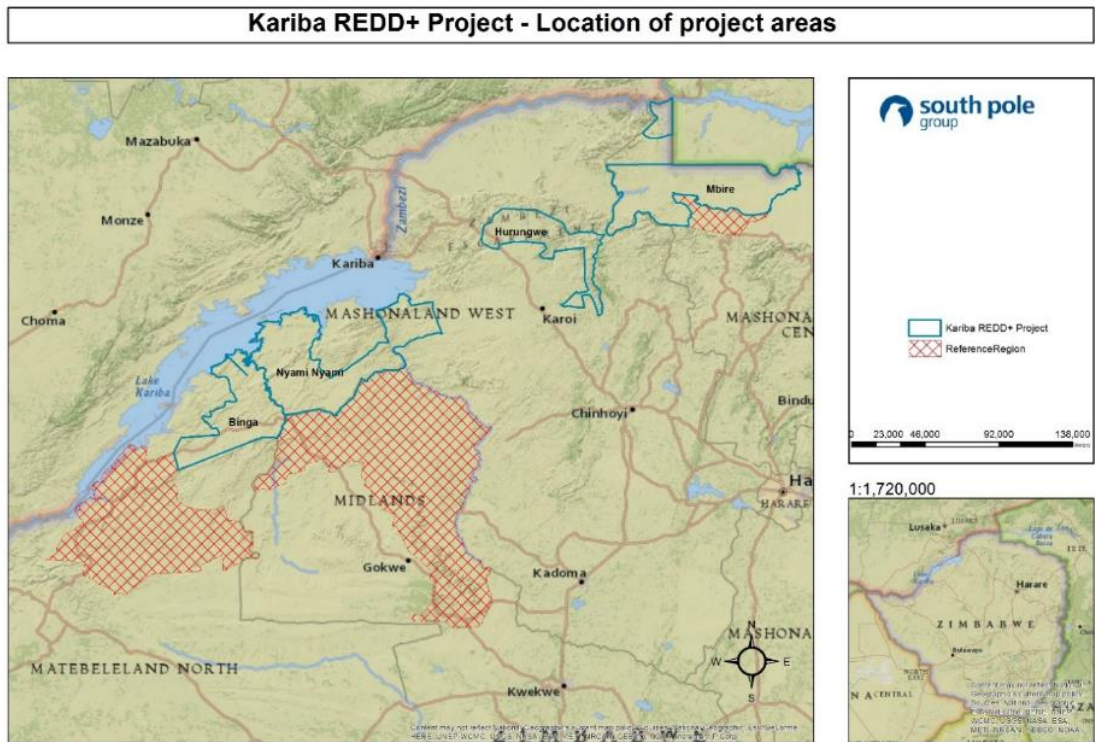 Kariba REDD+ Project - Location of project areas
Mazabuka
Monze
Zambezi
Mbire
Hurungwe
Kariba
Choma
MASHONALAND WEST
Karoi
MASHONA
CEN
Lake
Kariba
Nyami Nyami
Binga
Chinhoyi
Bindu
Ha
HARARE
MIDLANDS
Gokwe
Kadoma
MATEBELELAND NORTH
Kwekwe
MASHONA
N
W
E
S
south pole
group
Kariba REDD+ Project
ReferenceRegion
0 23,000 46,000 92,000 138,000
1:1,720,000
Lusaka
Harare
ZIMBABWE